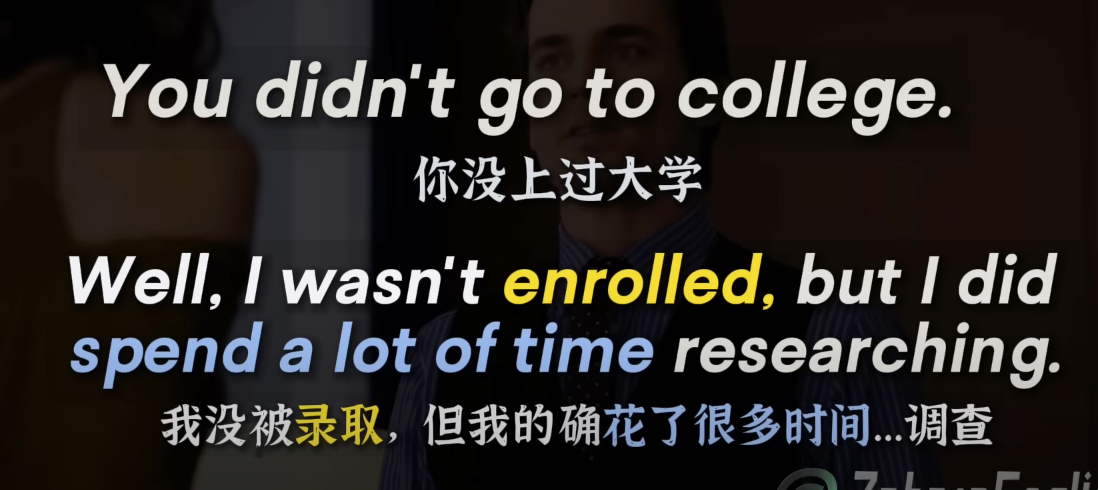 You didn't go to college.
你没上过大学
Well, I wasn't enrolled, but I did
spend a lot of time researching.
我没被录取，但我的确花了很多时间...调查